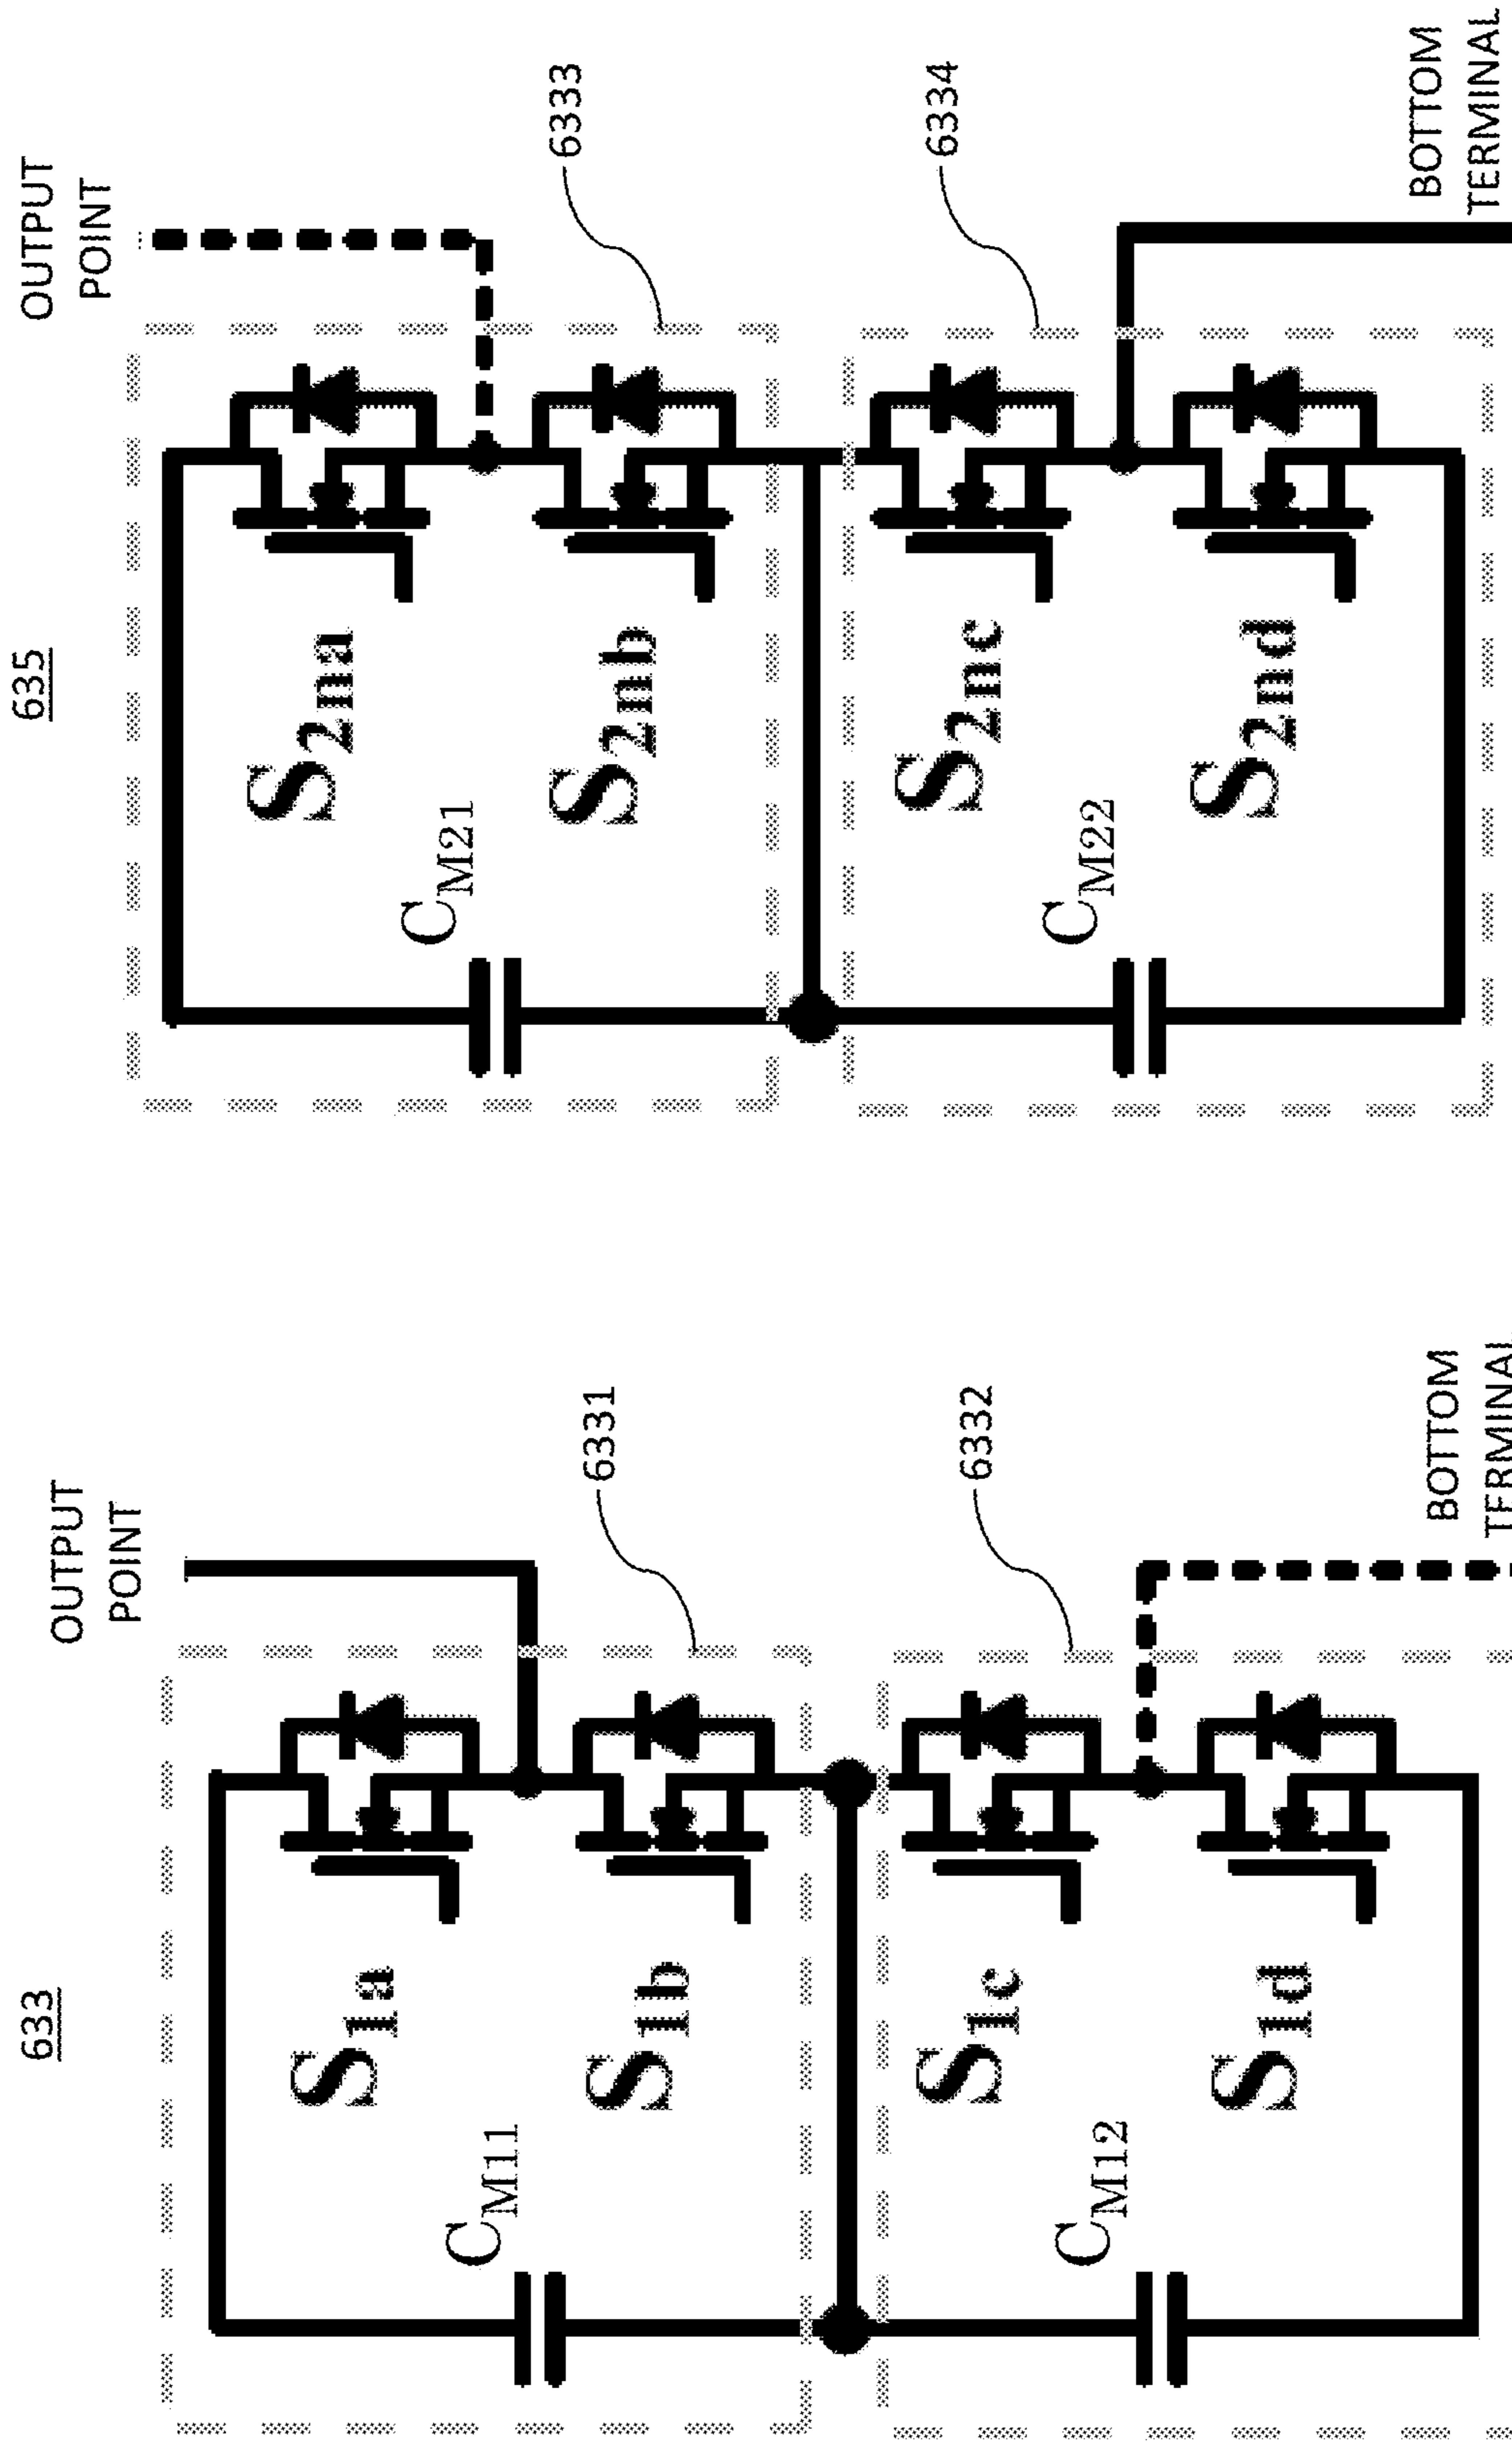 633
OUTPUT
POINT
S1a
CM11
S1b
6331
S1c
CM12
S1d
6332
BOTTOM
TERMINAL
635
OUTPUT
POINT
S2na
CM21
S2nb
6333
S2nc
CM22
S2nd
6334
BOTTOM
TERMINAL